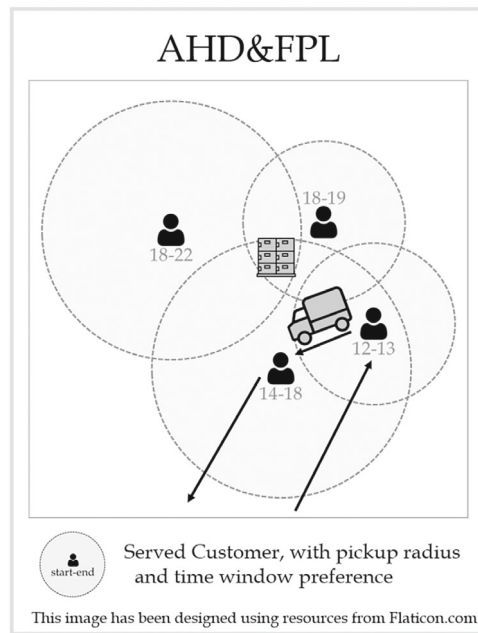 AHD&FPL
18-19
18-22
12-13
14-18
start-end
Served Customer, with pickup radius
and time window preference
This image has been designed using resources from Flaticon.com